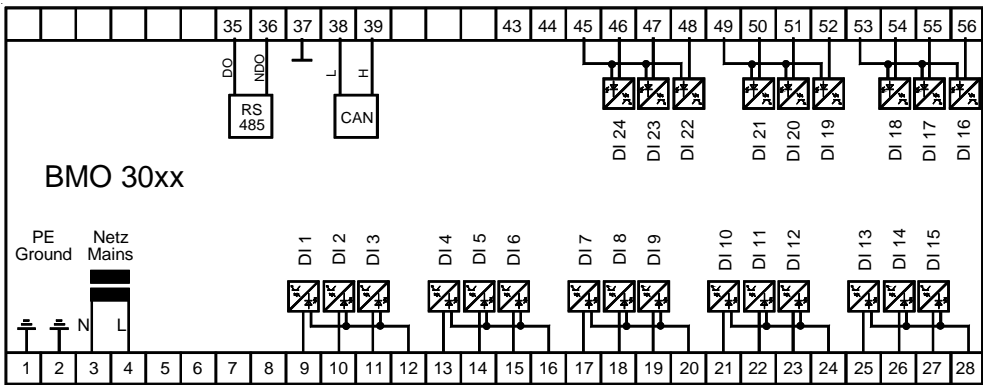 35 36 37 38 39 43 44 45 46 47 48 49 50 51 52 53 54 55 56
DO NDO L H
RS
485
CAN
DI 24 DI 23 DI 22 DI 21 DI 20 DI 19 DI 18 DI 17 DI 16
BMO 30xx
PE
Ground
Netz
Mains
DI 1 DI 2 DI 3 DI 4 DI 5 DI 6 DI 7 DI 8 DI 9 DI 10 DI 11 DI 12 DI 13 DI 14 DI 15
N L
1 2 3 4 5 6 7 8 9 10 11 12 13 14 15 16 17 18 19 20 21 22 23 24 25 26 27 28